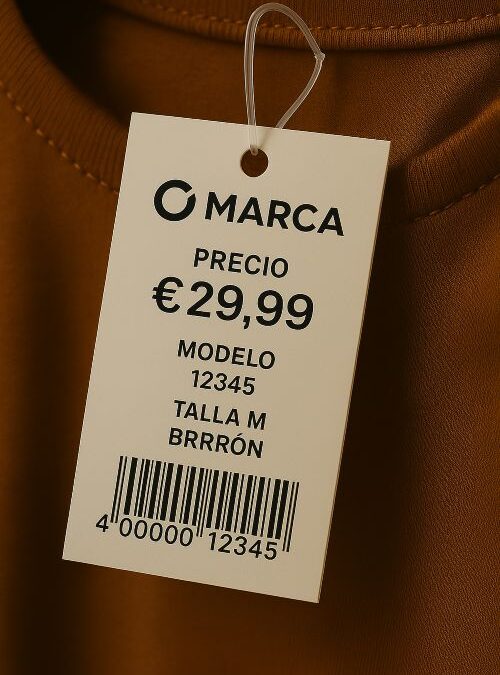 MARCA
PRECIO
€29,99
MODELO
12345
TALLA M
BRRRÓN
4 00000 12345